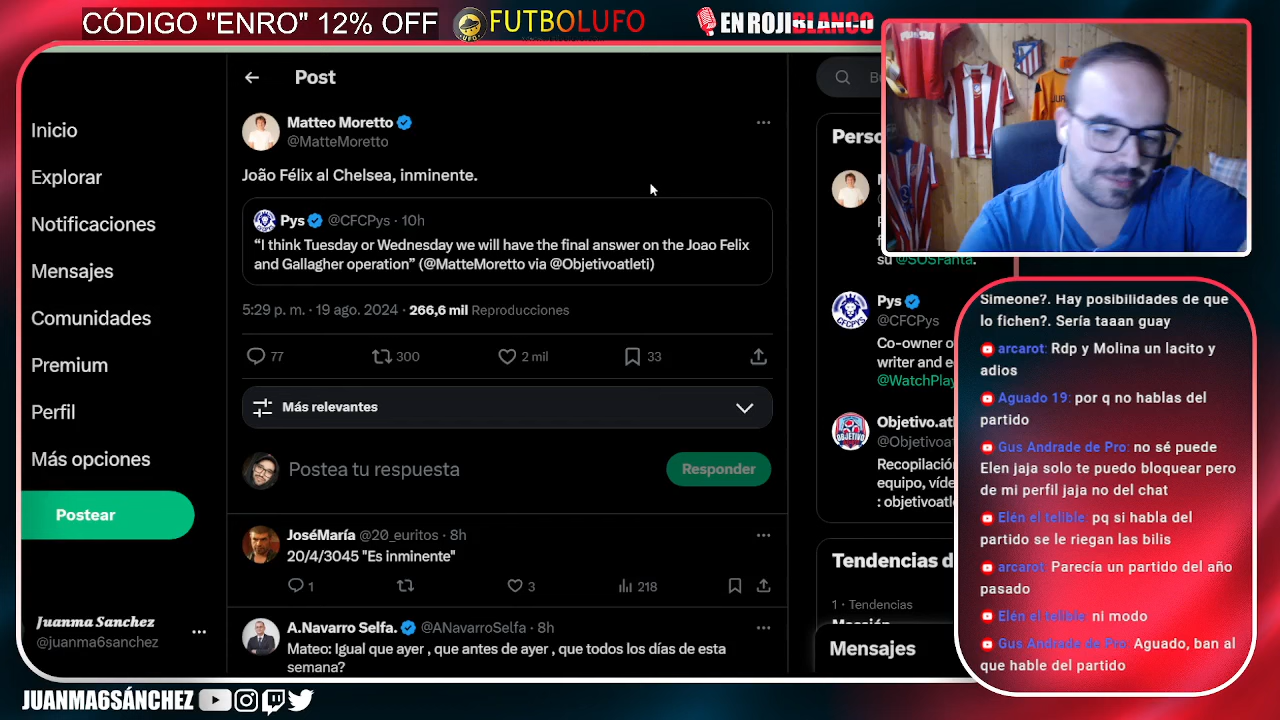 CÓDIGO "ENRO" 12% OFF
FUTBOLUFO
EN ROJIBLANCO
Post
Inicio
Explorar
Notificaciones
Mensajes
Comunidades
Premium
Perfil
Más opciones
Postear
Juanma Sanchez
@juanma6sanchez
Matteo Moretto
@MatteMoretto
João Félix al Chelsea, inminente.
Pys @CFCPys · 10h
“I think Tuesday or Wednesday we will have the final answer on the Joao Felix
and Gallagher operation” (@MatteMoretto via @Objetivoatleti)
5:29 p. m. · 19 ago. 2024 · 266,6 mil Reproducciones
77 300 2 mil 33
Más relevantes
Postea tu respuesta
Responder
JoséMaría @20_euritos · 8h
20/4/3045 "Es inminente"
1 3 218
A.Navarro Selfa. @ANavarroSelfa · 8h
Mateo: Igual que ayer , que antes de ayer , que todos los días de esta
semana?
su @SOSFanta.
Pys
@CFCPys
Co-owner o
writer and e
@WatchPlay
Objetivo.at
@Objetivoat
Recopilación
equipo, víde
: objetivoatl
Tendencias d
1 · Tendencias
Mensajes
Simeone?. Hay posibilidades de que
lo fichen?. Sería taaan guay
arcarot: Rdp y Molina un lacito y
adios
Aguado 19: por q no hablas del
partido
Gus Andrade de Pro: no sé puede
Elen jaja solo te puedo bloquear pero
de mi perfil jaja no del chat
Elén el telible: pq si habla del
partido se le riegan las bilis
arcarot: Parecía un partido del año
pasado
Elén el telible: ni modo
Gus Andrade de Pro: Aguado, ban al
que hable del partido
JUANMA6SÁNCHEZ